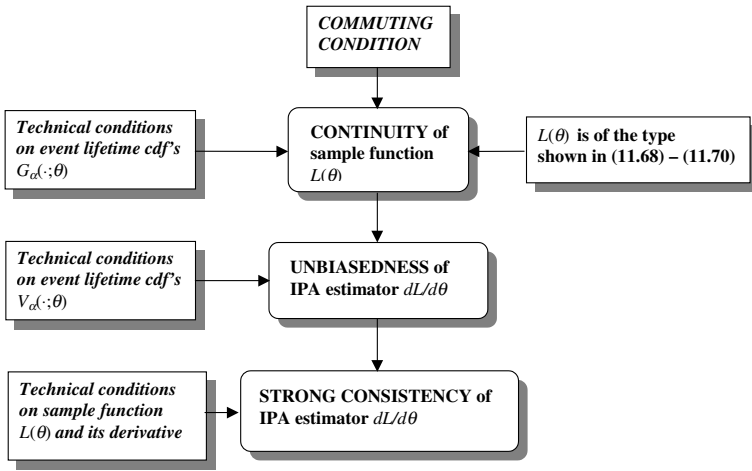 COMMUTING
CONDITION
Technical conditions
on event lifetime cdf's
Gα(·;θ)
CONTINUITY of
sample function
L(θ)
L(θ) is of the type
shown in (11.68) – (11.70)
Technical conditions
on event lifetime cdf's
Vα(·;θ)
UNBIASEDNESS of
IPA estimator dL/dθ
Technical conditions
on sample function
L(θ) and its derivative
STRONG CONSISTENCY of
IPA estimator dL/dθ